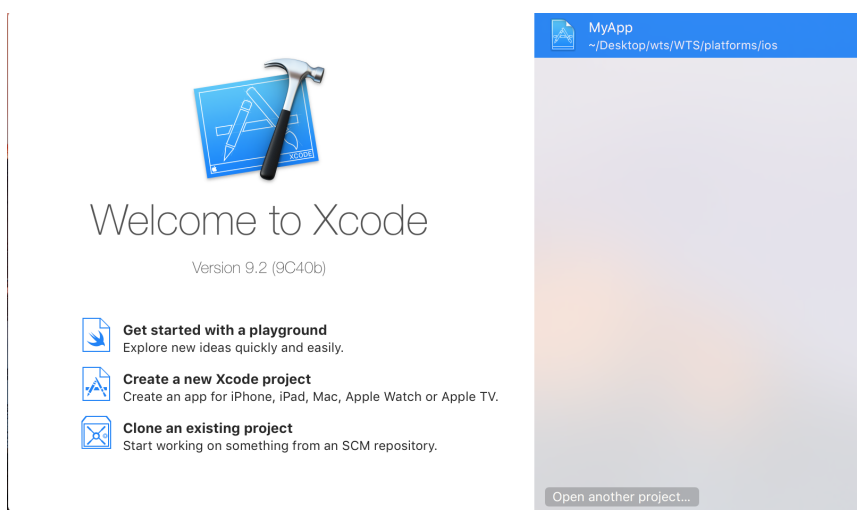 XCODE
Welcome to Xcode
Version 9.2 (9C40b)
Get started with a playground
Explore new ideas quickly and easily.
Create a new Xcode project
Create an app for iPhone, iPad, Mac, Apple Watch or Apple TV.
Clone an existing project
Start working on something from an SCM repository.
MyApp
~/Desktop/wts/WTS/platforms/ios
Open another project...